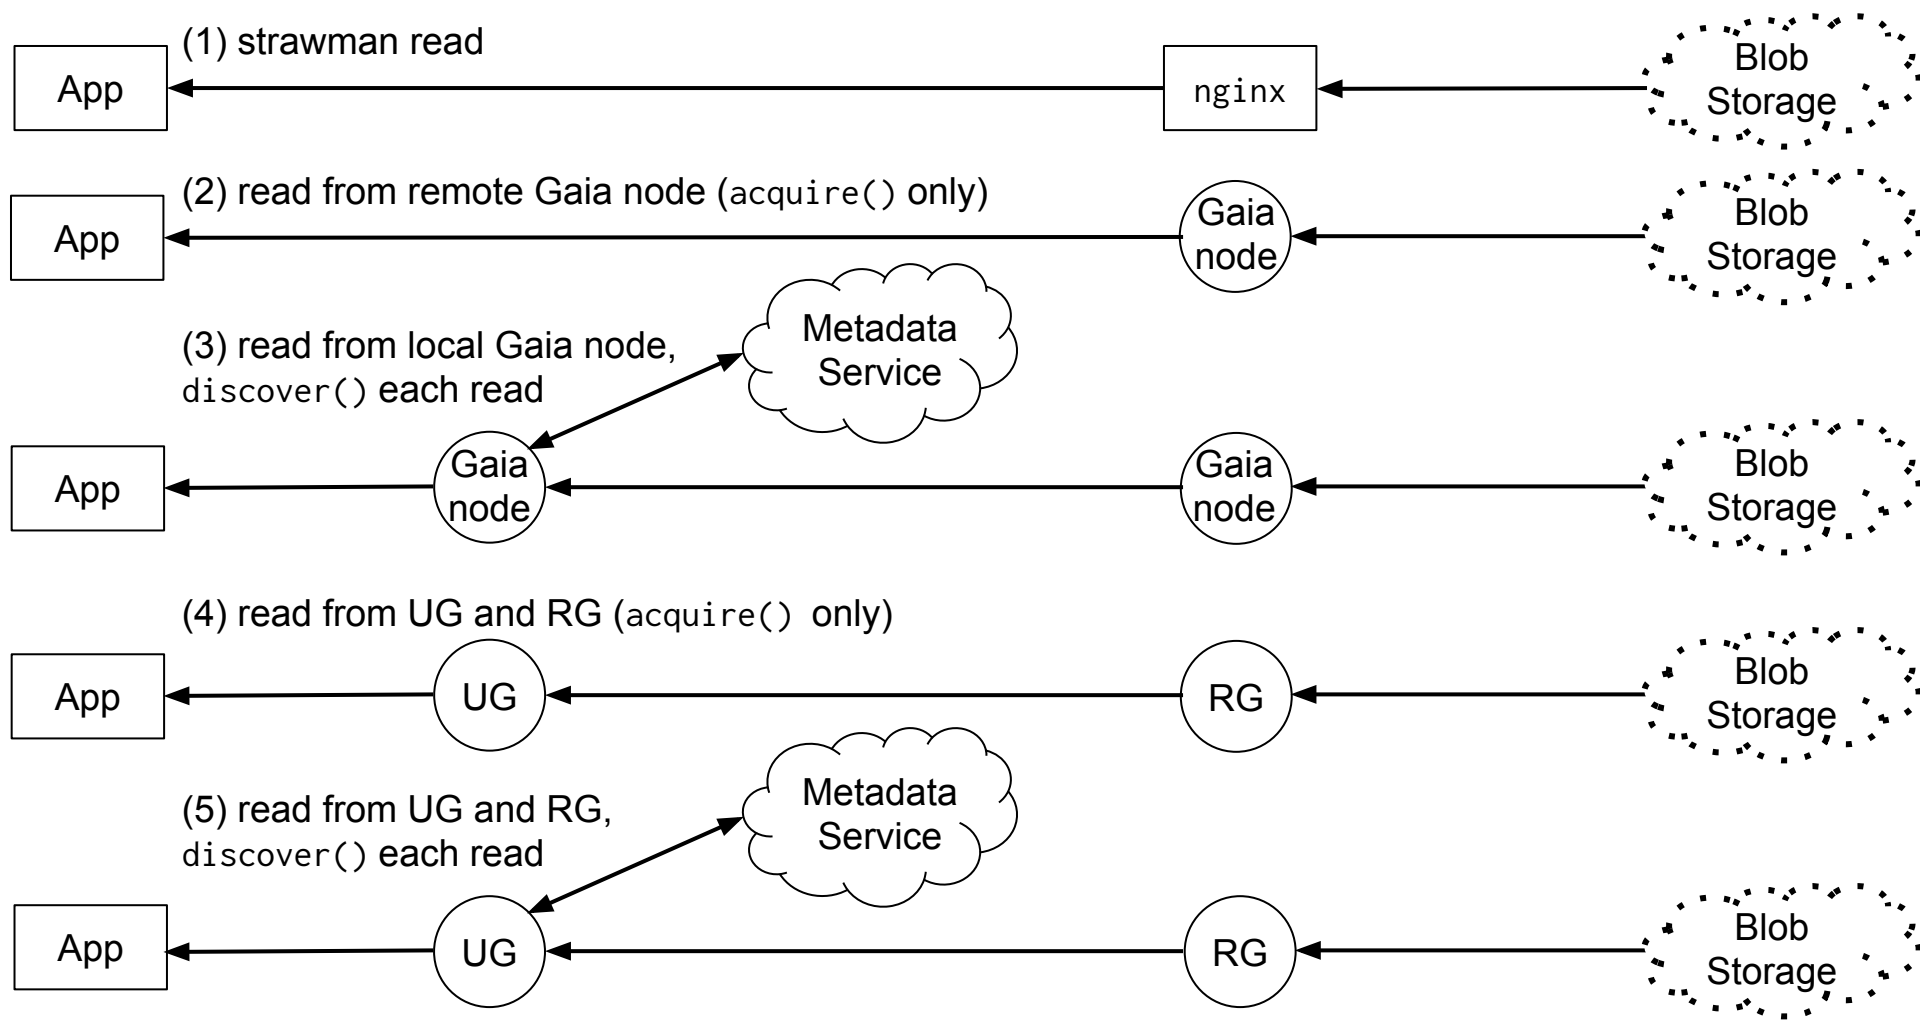 (1) strawman read
App
nginx
Blob
Storage
(2) read from remote Gaia node (acquire() only)
App
Gaia
node
Blob
Storage
(3) read from local Gaia node,
discover() each read
Metadata
Service
App
Gaia
node
Gaia
node
Blob
Storage
(4) read from UG and RG (acquire() only)
App
UG
RG
Blob
Storage
(5) read from UG and RG,
discover() each read
Metadata
Service
App
UG
RG
Blob
Storage